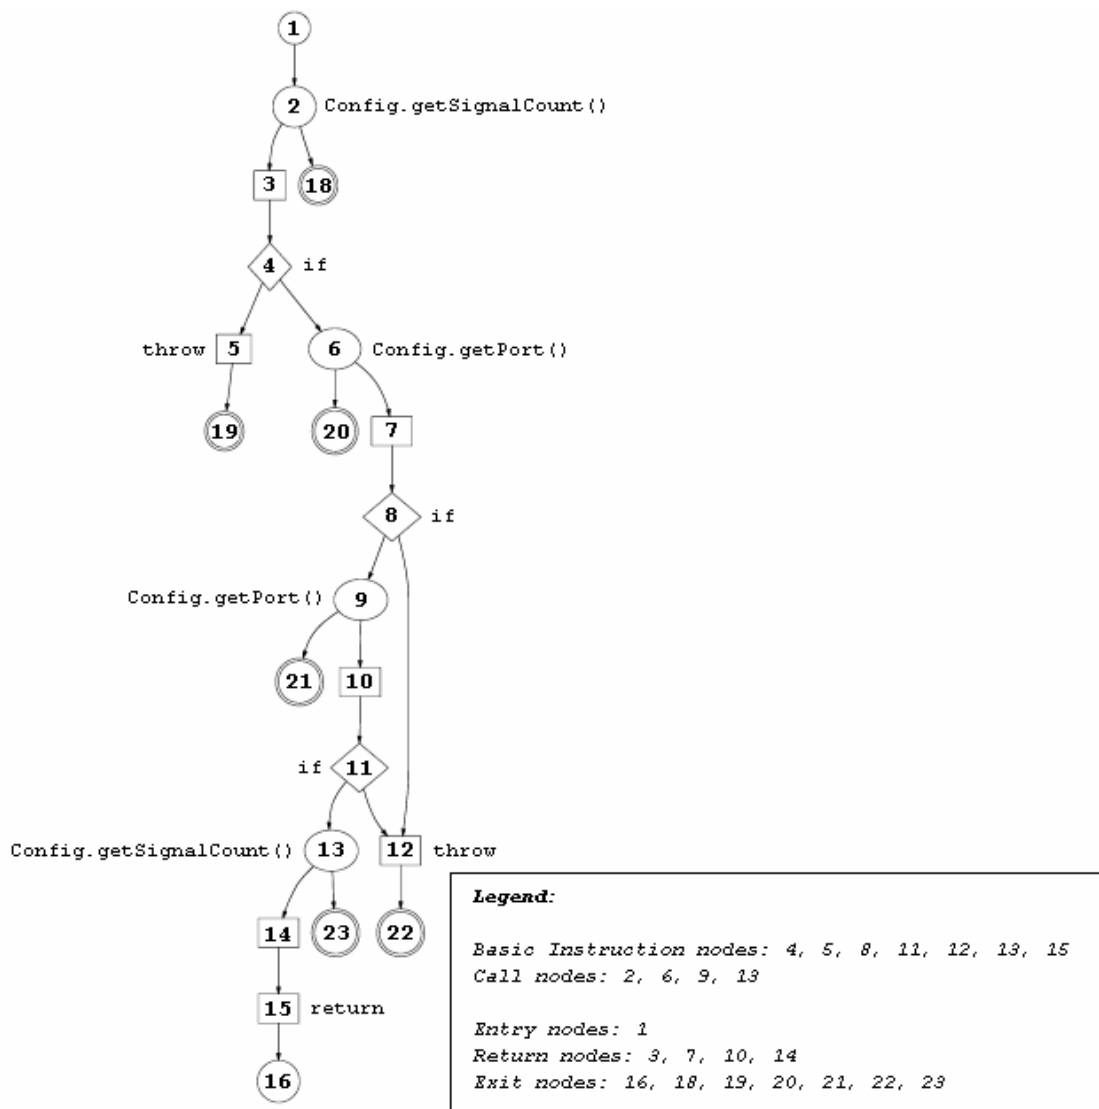 1
2 Config.getSignalCount()
3 18
4 if
throw 5 6 Config.getPort()
19 20 7
8 if
Config.getPort() 9
21 10
if 11
Config.getSignalCount() 13 12 throw
14 23 22
15 return
16
Legend:
Basic Instruction nodes: 4, 5, 8, 11, 12, 13, 15
Call nodes: 2, 6, 9, 13
Entry nodes: 1
Return nodes: 3, 7, 10, 14
Exit nodes: 16, 18, 19, 20, 21, 22, 23